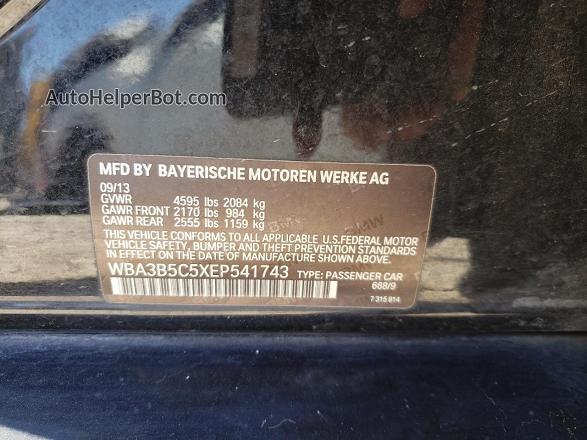 AutoHelperBot.com
MFD BY BAYERISCHE MOTOREN WERKE AG
09/13
GVWR 4595 lbs 2084 kg
GAWR FRONT 2170 lbs 984 kg
GAWR REAR 2555 lbs 1159 kg
THIS VEHICLE CONFORMS TO ALL APPLICABLE U.S.FEDERAL MOTOR
VEHICLE SAFETY, BUMPER, AND THEFT PREVENTION STANDARDS
IN EFFECT ON THE DATE OF MANUFACTURE SHOWN ABOVE.
WBA3B5C5XEP541743 TYPE: PASSENGER CAR
668/9
7 315 814